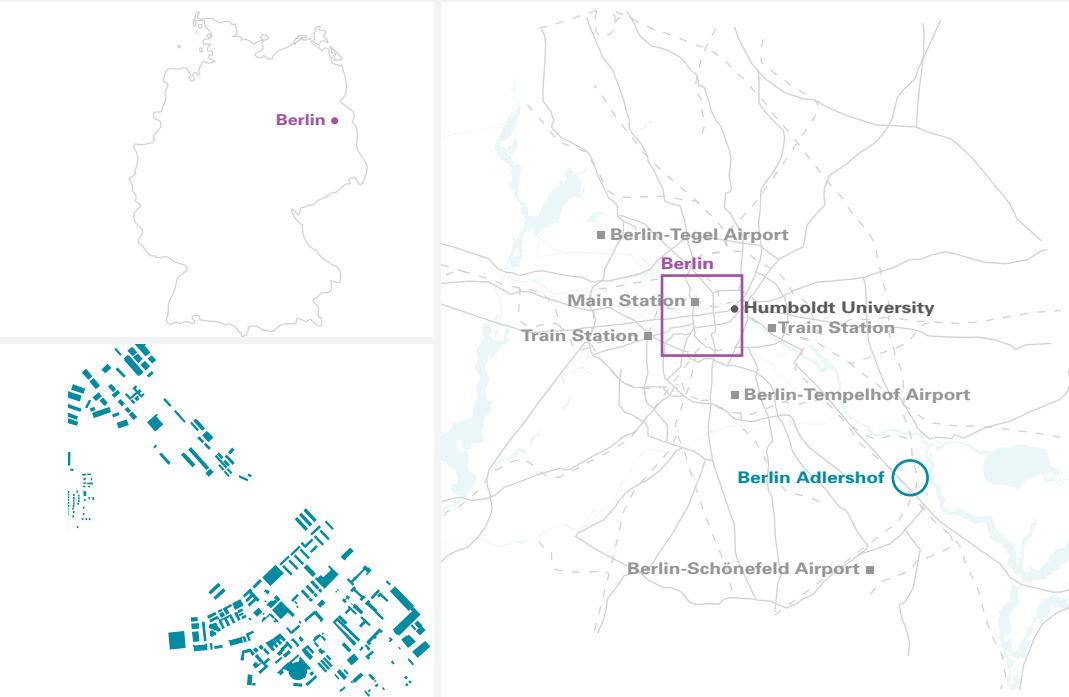 Berlin
Berlin-Tegel Airport
Berlin
Main Station
Humboldt University
Train Station
Train Station
Berlin-Tempelhof Airport
Berlin Adlershof
Berlin-Schönefeld Airport